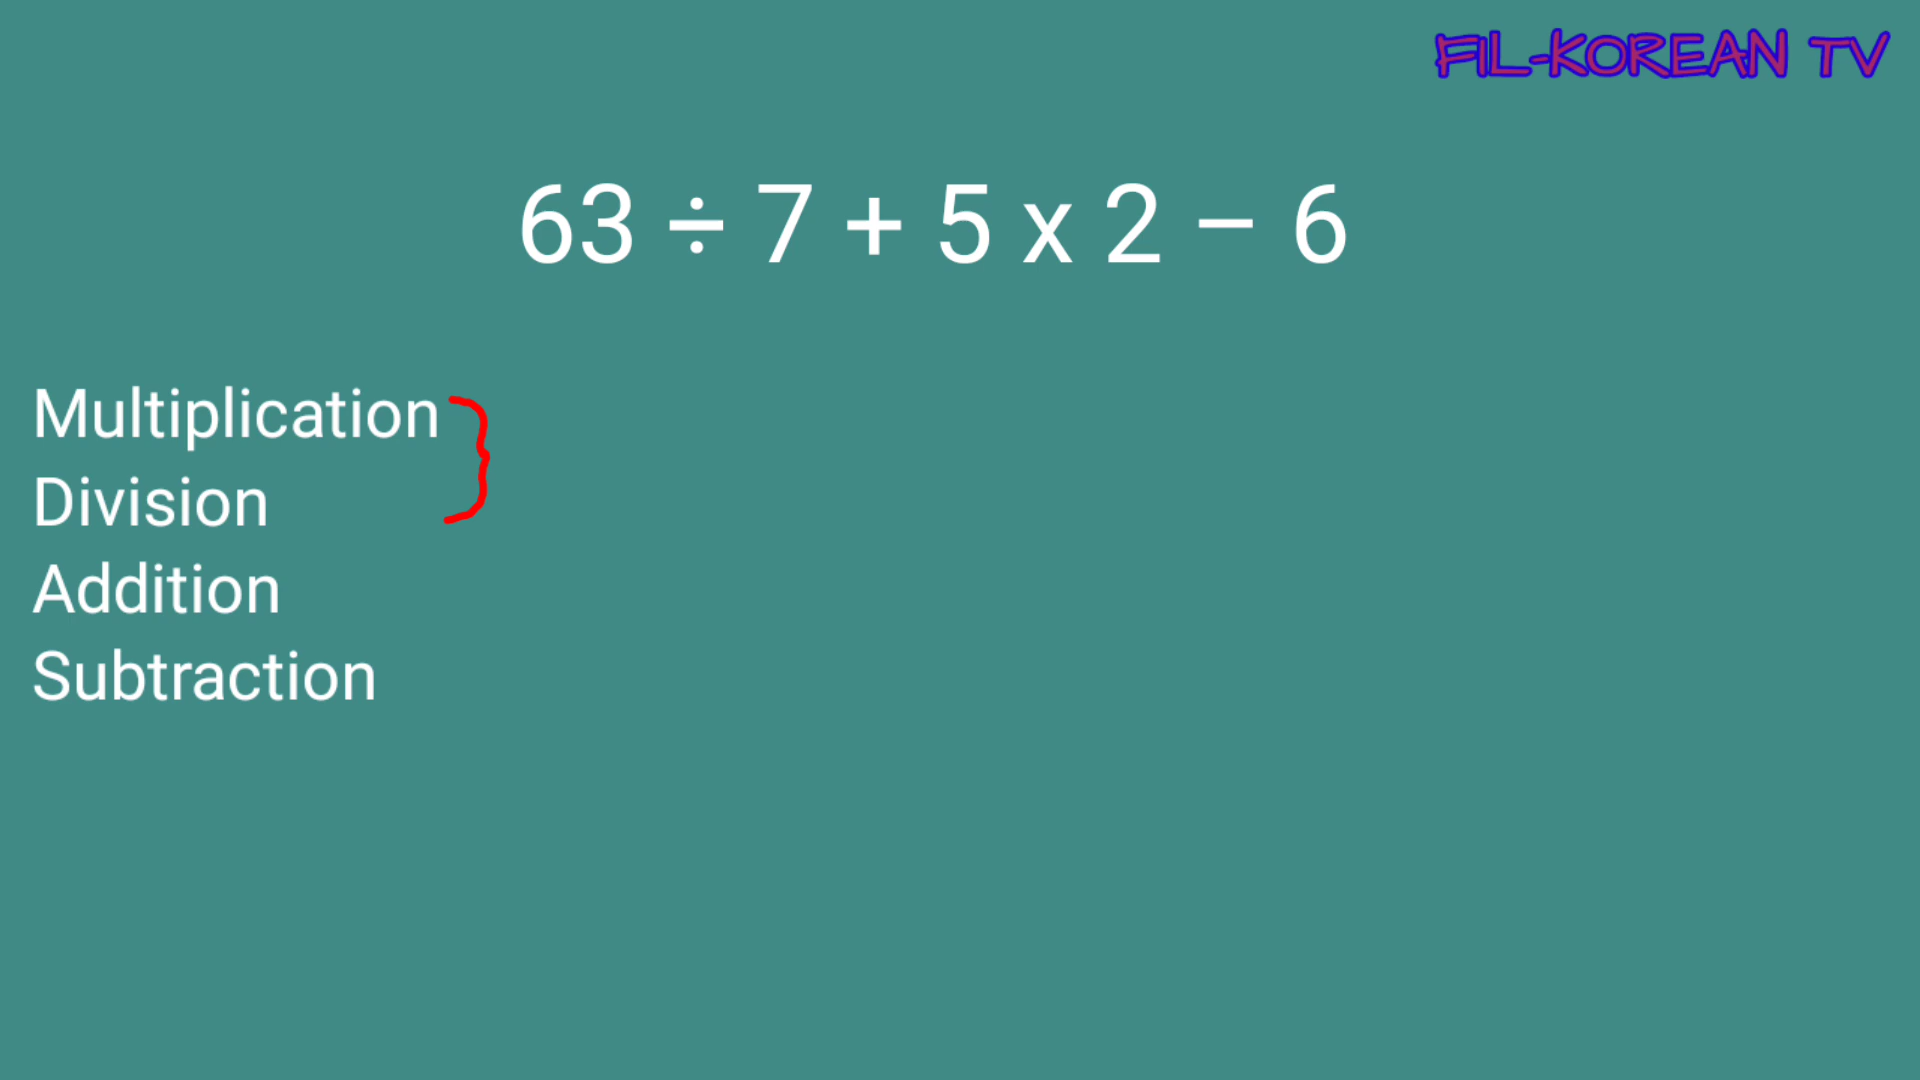 FIL-KOREAN TV
63 ÷ 7 + 5 x 2 − 6
Multiplication
Division
Addition
Subtraction